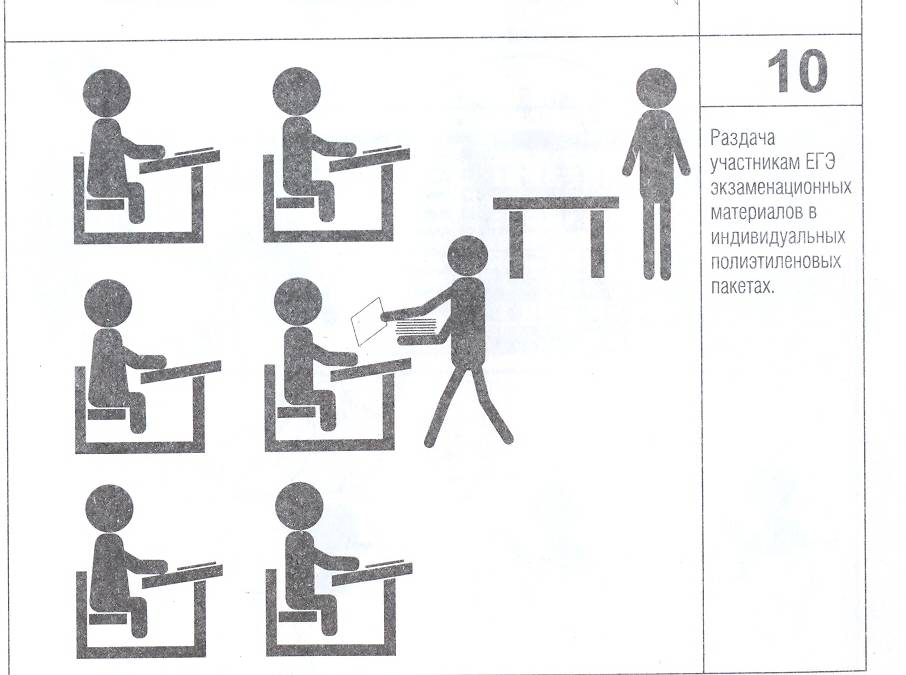 10
Раздача
участникам ЕГЭ
экзаменационных
материалов в
индивидуальных
полиэтиленовых
пакетах.